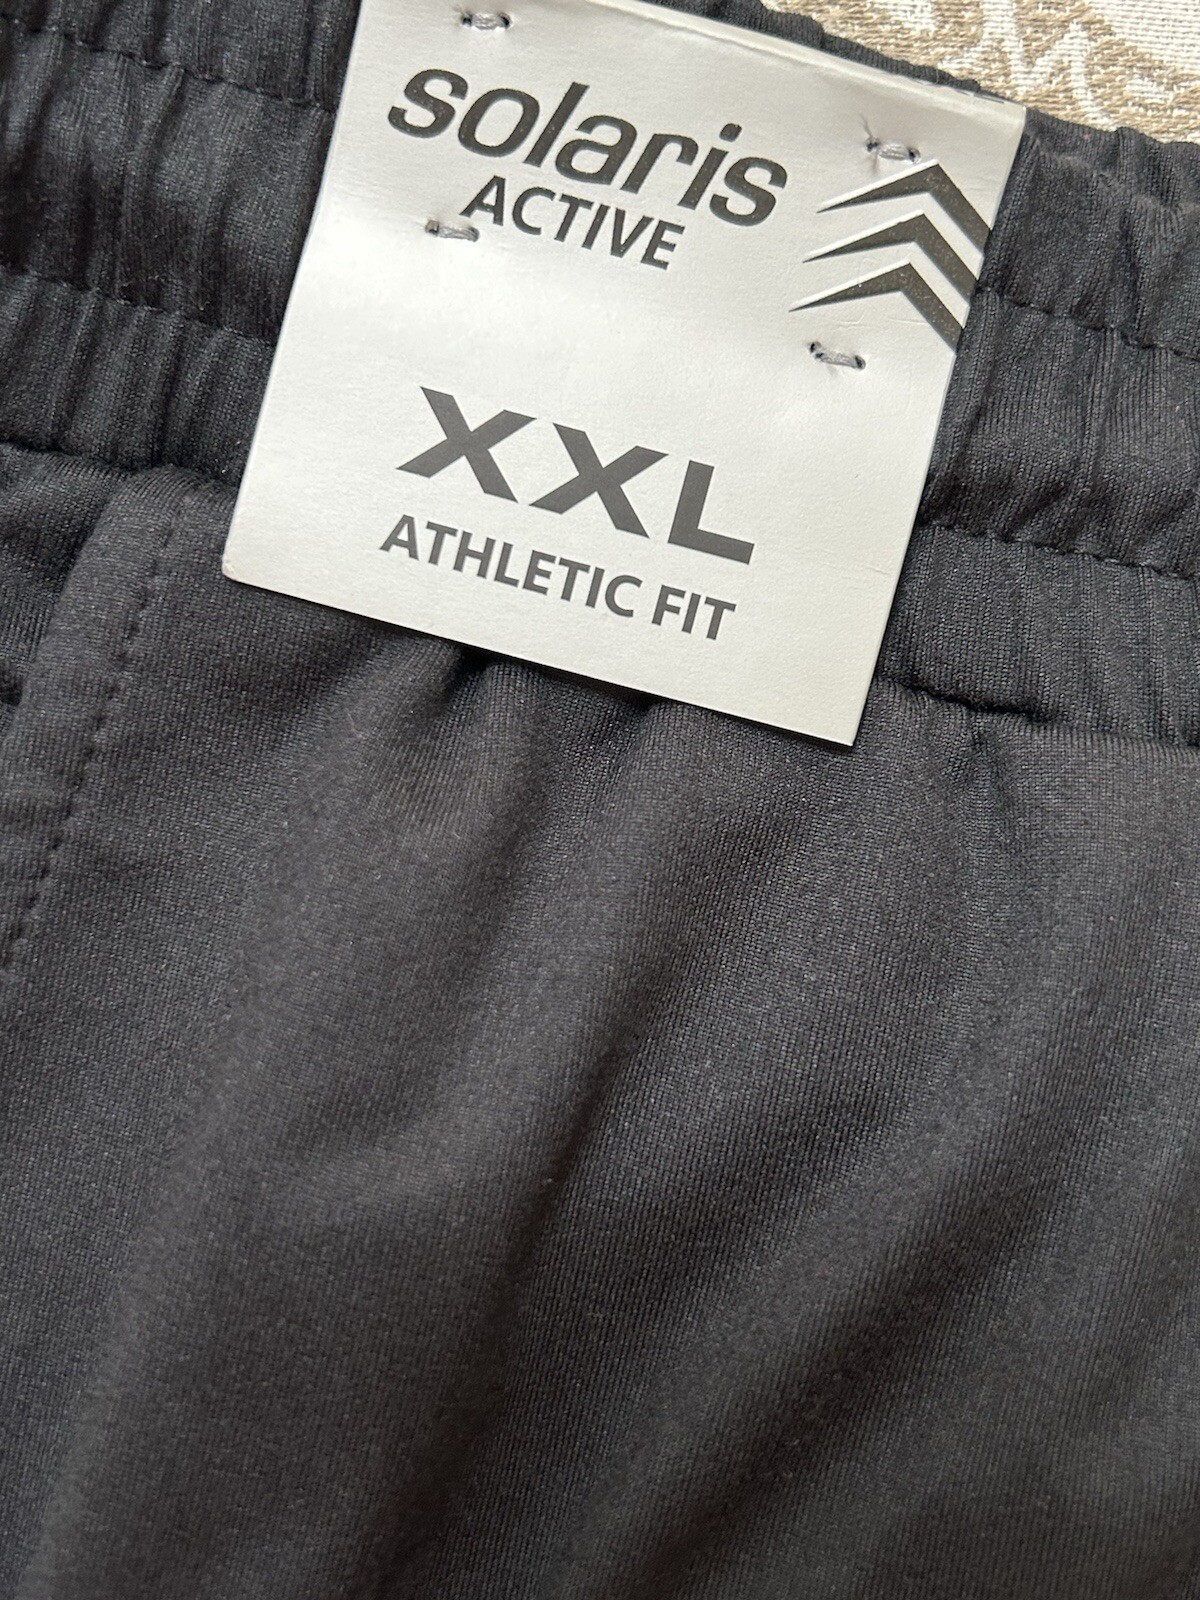 solaris
ACTIVE
XXL
ATHLETIC FIT